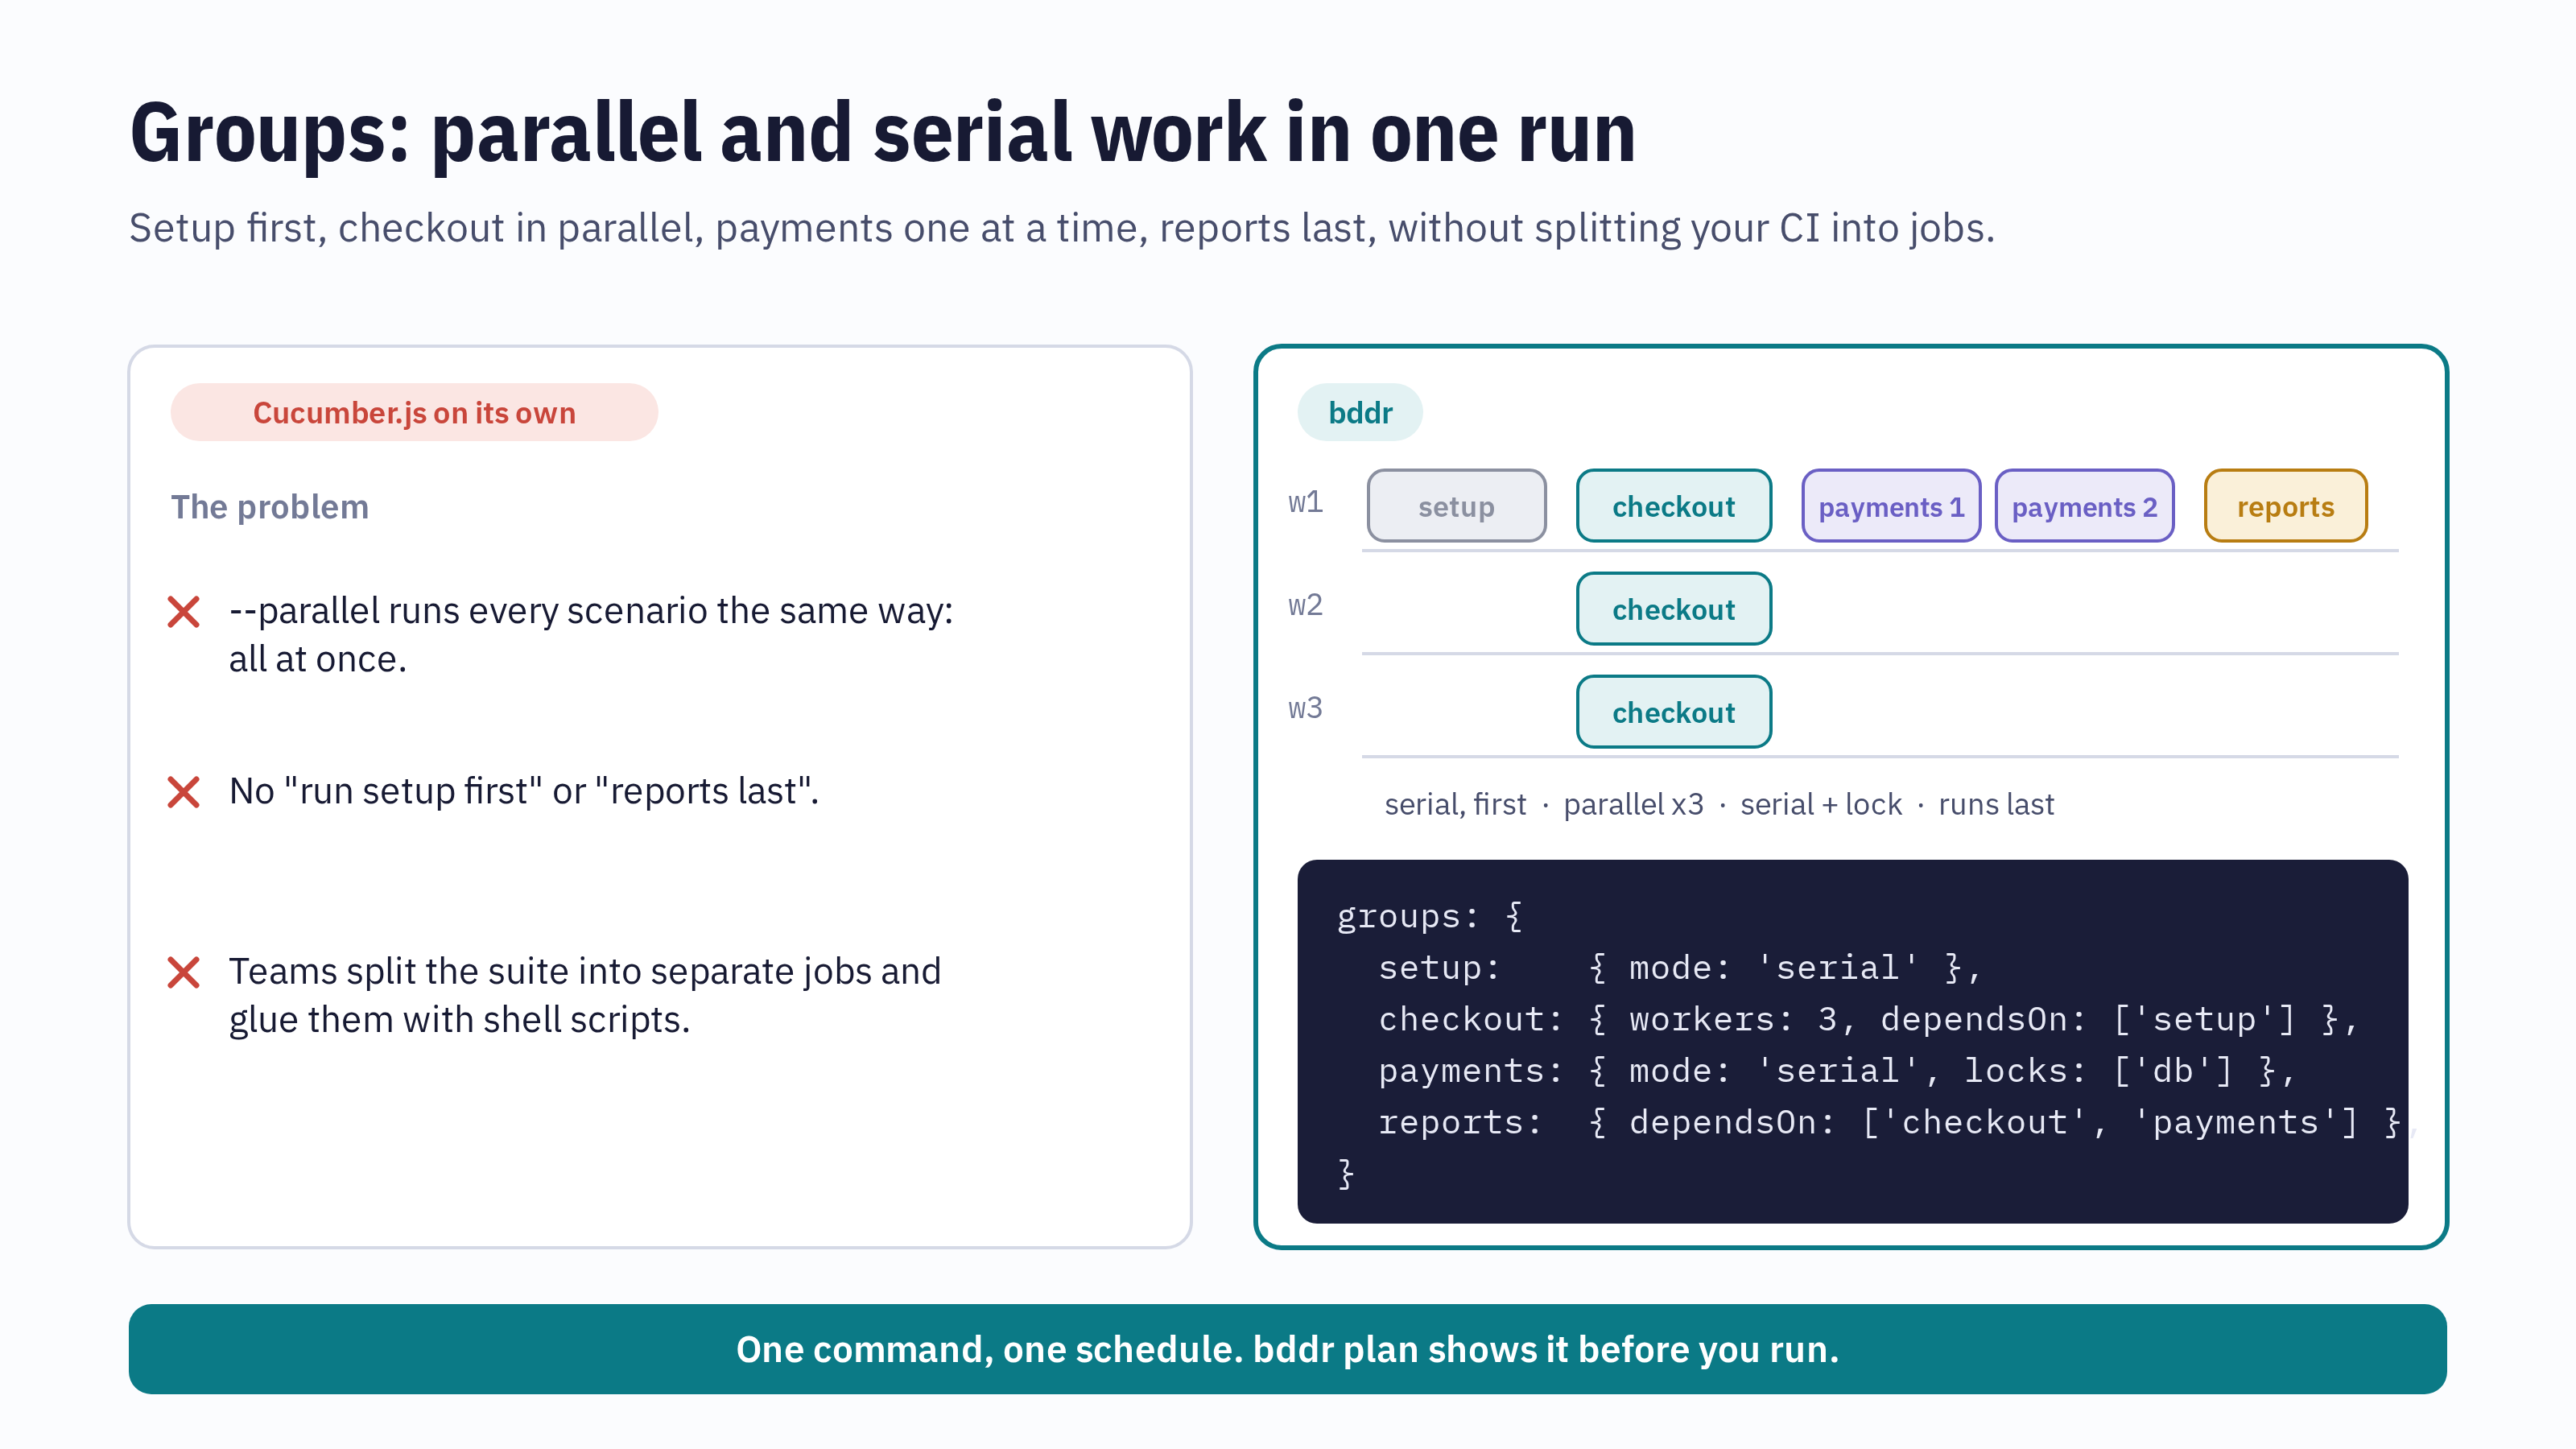 Groups: parallel and serial work in one run
Setup first, checkout in parallel, payments one at a time, reports last, without splitting your CI into jobs.
Cucumber.js on its own
The problem
--parallel runs every scenario the same way:
all at once.
No "run setup first" or "reports last".
Teams split the suite into separate jobs and
glue them with shell scripts.
bddr
w1 setup checkout payments 1 payments 2 reports
w2 checkout
w3 checkout
serial, first · parallel x3 · serial + lock · runs last
groups: {
  setup:    { mode: 'serial' },
  checkout: { workers: 3, dependsOn: ['setup'] },
  payments: { mode: 'serial', locks: ['db'] },
  reports:  { dependsOn: ['checkout', 'payments'] },
}
One command, one schedule. bddr plan shows it before you run.